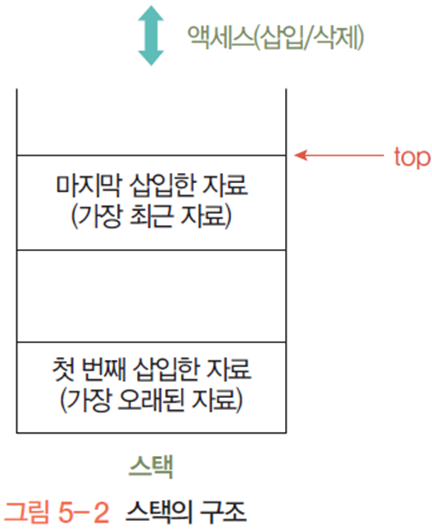 액세스(삽입/삭제)
top
마지막 삽입한 자료
(가장 최근 자료)
첫 번째 삽입한 자료
(가장 오래된 자료)
스택
그림 5-2 스택의 구조